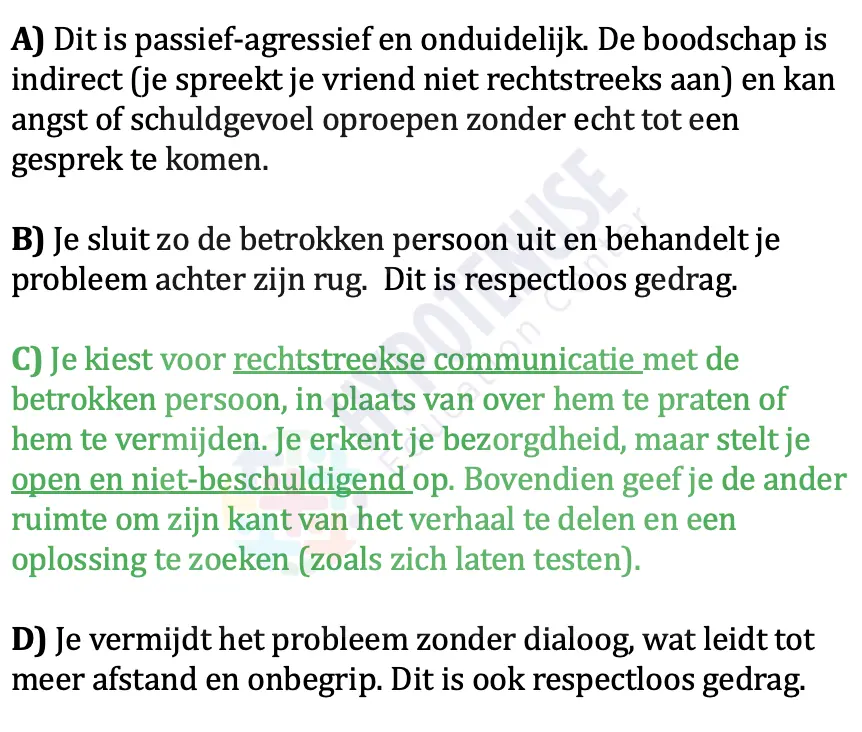 A) Dit is passief-agressief en onduidelijk. De boodschap is
indirect (je spreekt je vriend niet rechtstreeks aan) en kan
angst of schuldgevoel oproepen zonder echt tot een
gesprek te komen.
B) Je sluit zo de betrokken persoon uit en behandelt je
probleem achter zijn rug. Dit is respectloos gedrag.
C) Je kiest voor rechtstreekse communicatie met de
betrokken persoon, in plaats van over hem te praten of
hem te vermijden. Je erkent je bezorgdheid, maar stelt je
open en niet-beschuldigend op. Bovendien geef je de ander
ruimte om zijn kant van het verhaal te delen en een
oplossing te zoeken (zoals zich laten testen).
D) Je vermijdt het probleem zonder dialoog, wat leidt tot
meer afstand en onbegrip. Dit is ook respectloos gedrag.
HYPOTENUSE
Education Center